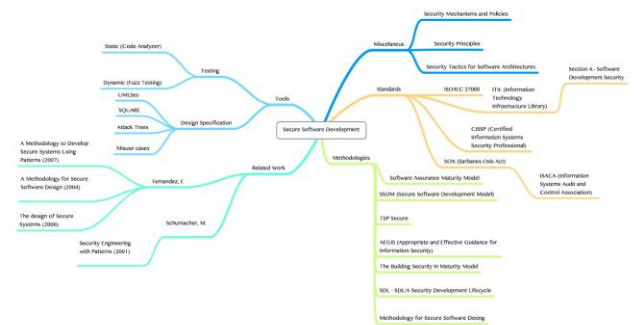 Security Mechanisms and Policies
Miscelaneus
Security Principles
Security Tactics for Software Architectures
Static (Code Analyzer)
Testing
Dynamic (Fuzz Testing)
Tools
UMLSec
SQUARE
Design Specification
Attack Trees
Misuse cases
Secure Software Development
Standards
ISO/IEC 27000
ITIL (Information
Technology
Infrastructure Library)
Section 4.- Software
Development Security
CISSP (Certified
Information Systems
Security Professional)
SOX (Sarbanes-Oxls Act)
ISACA (Information
Systems Audit and
Control Association)
Methodologies
Software Assurance Maturity Model
SSDM (Secure Software Development Model)
TSP Secure
AEGIS (Appropriate and Effective Guidance for
Information Security)
The Building Security In Maturity Model
SDL - SDL/A Security Development Lifecycle
Methodology for Secure Software Desing
Related Work
Fernandez, E
A Methodology to Develop
Secure Systems Using
Patterns (2007)
A Methodology for Secure
Software Design (2004)
The design of Secure
Systems (2006)
Schumacher, M.
Security Engineering
with Patterns (2001)